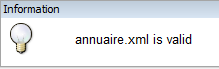 Information
annuaire.xml is valid